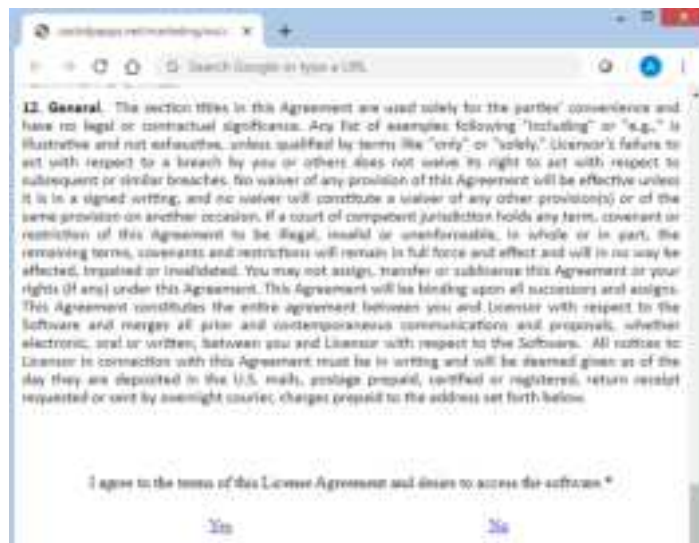 Search Google or type a URL
12. General. The section titles in this Agreement are used solely for the parties' convenience and
have no legal or contractual significance. Any list of examples following "including" or "e.g.," is
illustrative and not exhaustive, unless qualified by terms like "only" or "solely." Licensor's failure to
act with respect to a breach by you or others does not waive its right to act with respect to
subsequent or similar breaches. No waiver of any provision of this Agreement will be effective unless
it is in a signed writing, and no waiver will constitute a waiver of any other provision(s) or of the
same provision on another occasion. If a court of competent jurisdiction holds any term, covenant or
restriction of this Agreement to be illegal, invalid or unenforceable, in whole or in part, the
remaining terms, covenants and restrictions will remain in full force and effect and will in no way be
affected, impaired or invalidated. You may not assign, transfer or sublicense this Agreement or your
rights (if any) under this Agreement. This Agreement will be binding upon all successors and assigns.
This Agreement constitutes the entire agreement between you and Licensor with respect to the
Software and merges all prior and contemporaneous communications and proposals, whether
electronic, oral or written, between you and Licensor with respect to the Software. All notices to
Licensor in connection with this Agreement must be in writing and will be deemed given as of the
day they are deposited in the U.S. mails, postage prepaid, certified or registered, return receipt
requested or sent by overnight courier, charges prepaid to the address set forth below.
I agree to the terms of this License Agreement and desire to access the software *
Yes No